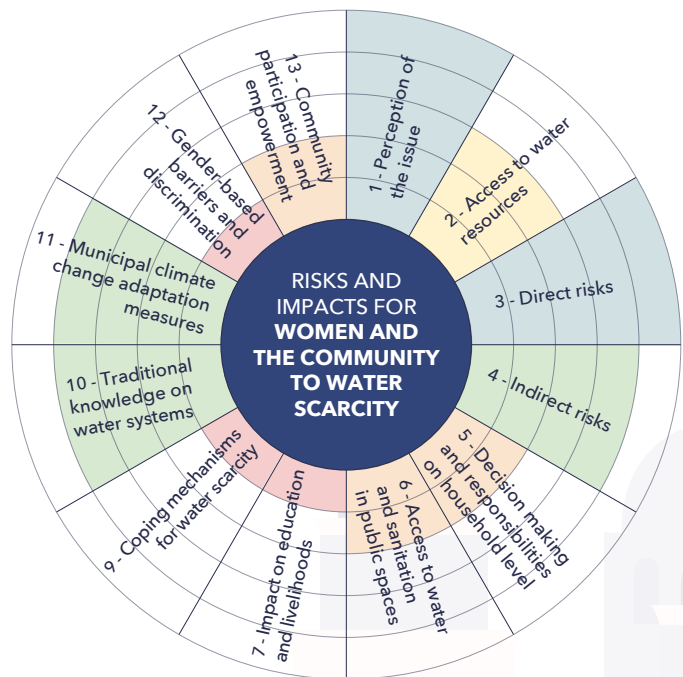 RISKS AND
IMPACTS FOR
WOMEN AND
THE COMMUNITY
TO WATER
SCARCITY
1 - Perception of
the issue
2 - Access to water
resources
3 - Direct risks
4 - Indirect risks
5 - Decision making
and responsibilities
on household level
6 - Access to water
and sanitation
in public spaces
7 - Impact on education
and livelihoods
9 - Coping mechanisms
for water scarcity
10 - Traditional
knowledge on
water systems
11 - Municipal climate
change adaptation
measures
12 - Gender-based
barriers and
discrimination
13 - Community
participation and
empowerment